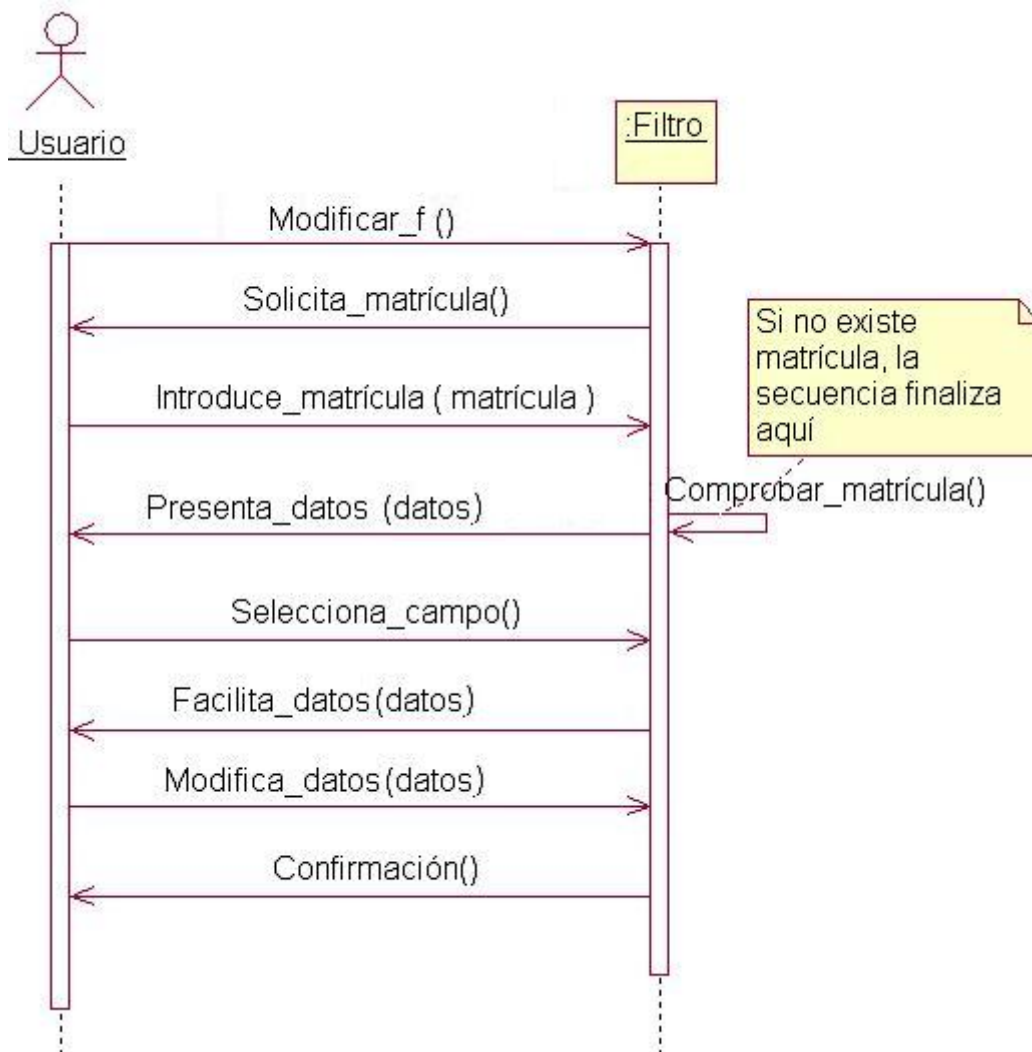 Usuario
:Filtro
Modificar_f ()
Solicita_matrícula()
Si no existe
matrícula, la
secuencia finaliza
aquí
Introduce_matrícula ( matrícula )
Comprobar_matrícula()
Presenta_datos (datos)
Selecciona_campo()
Facilita_datos(datos)
Modifica_datos(datos)
Confirmación()